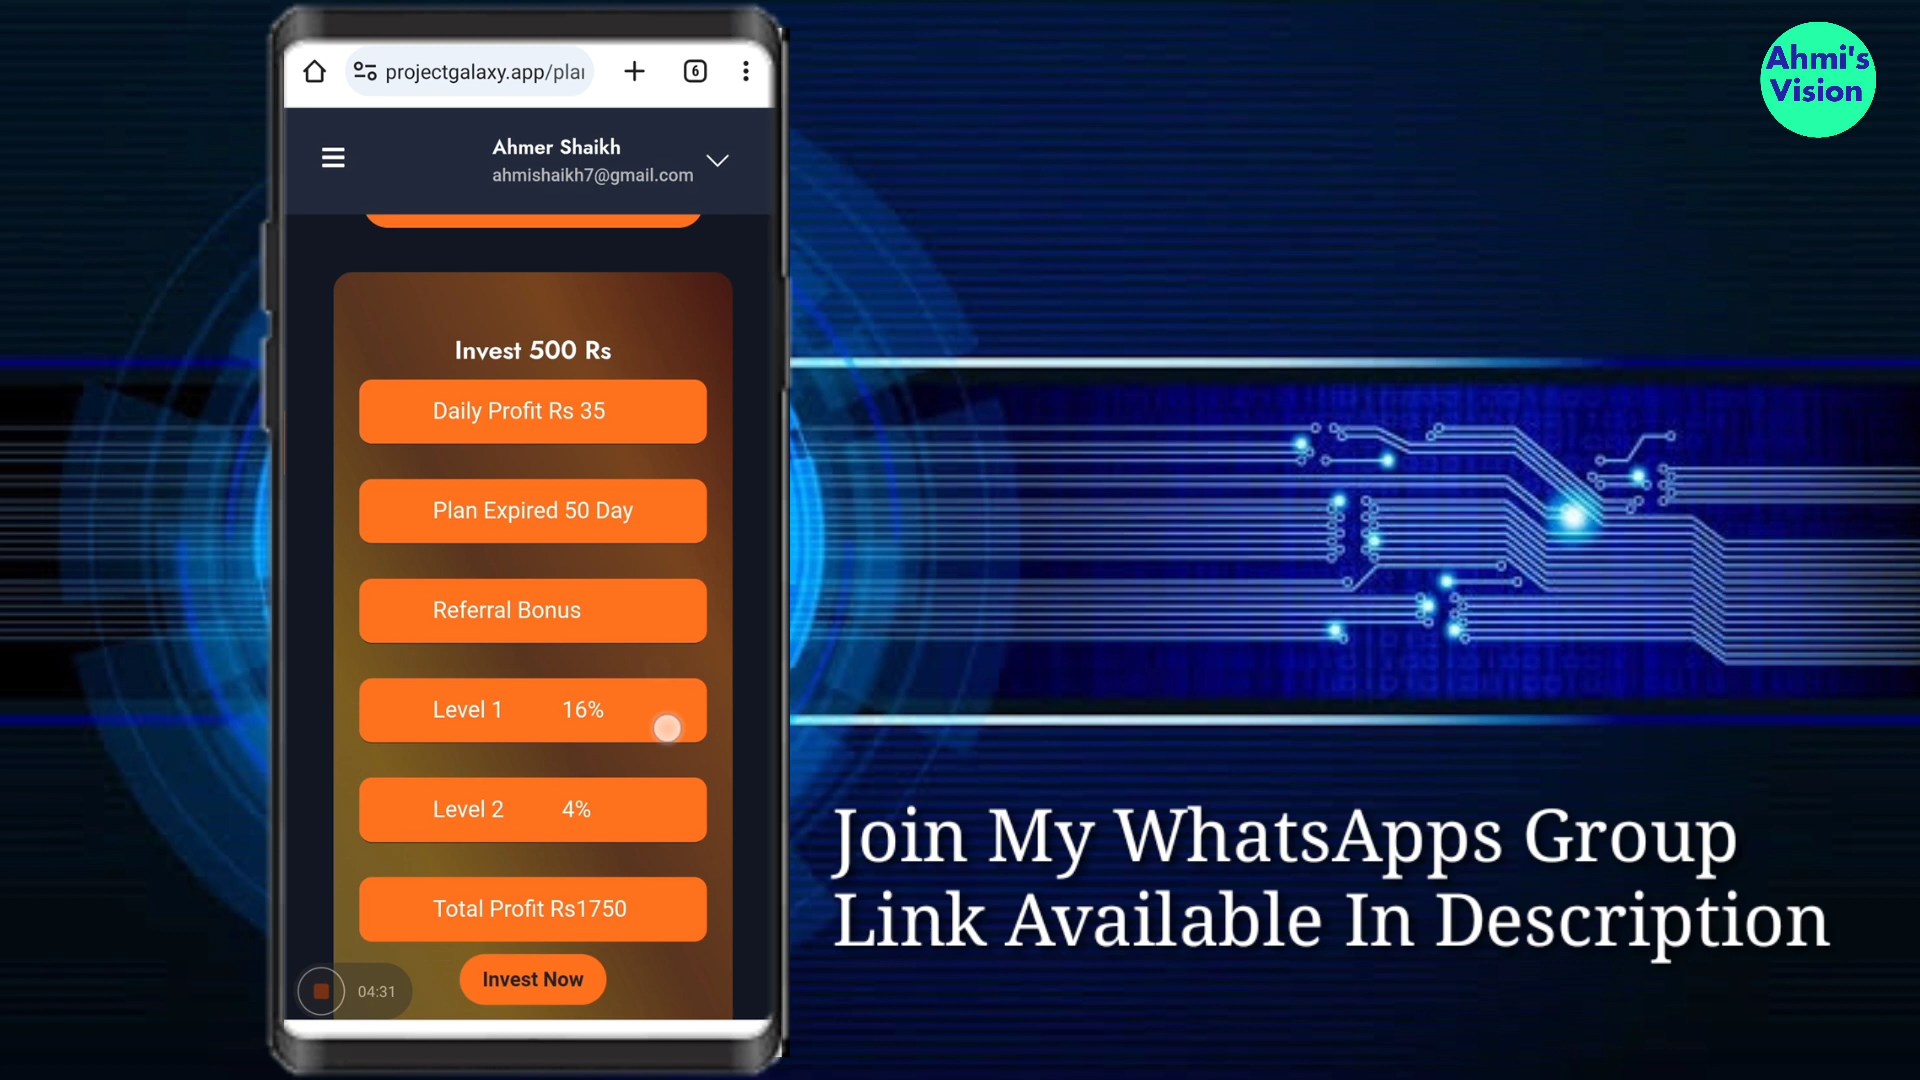 Ahmi's
Vision
projectgalaxy.app/plan
6
Ahmer Shaikh
ahmishaikh7@gmail.com
Invest 500 Rs
Daily Profit Rs 35
Plan Expired 50 Day
Referral Bonus
Level 1 16%
Level 2 4%
Total Profit Rs1750
Invest Now
04:31
Join My WhatsApps Group
Link Available In Description